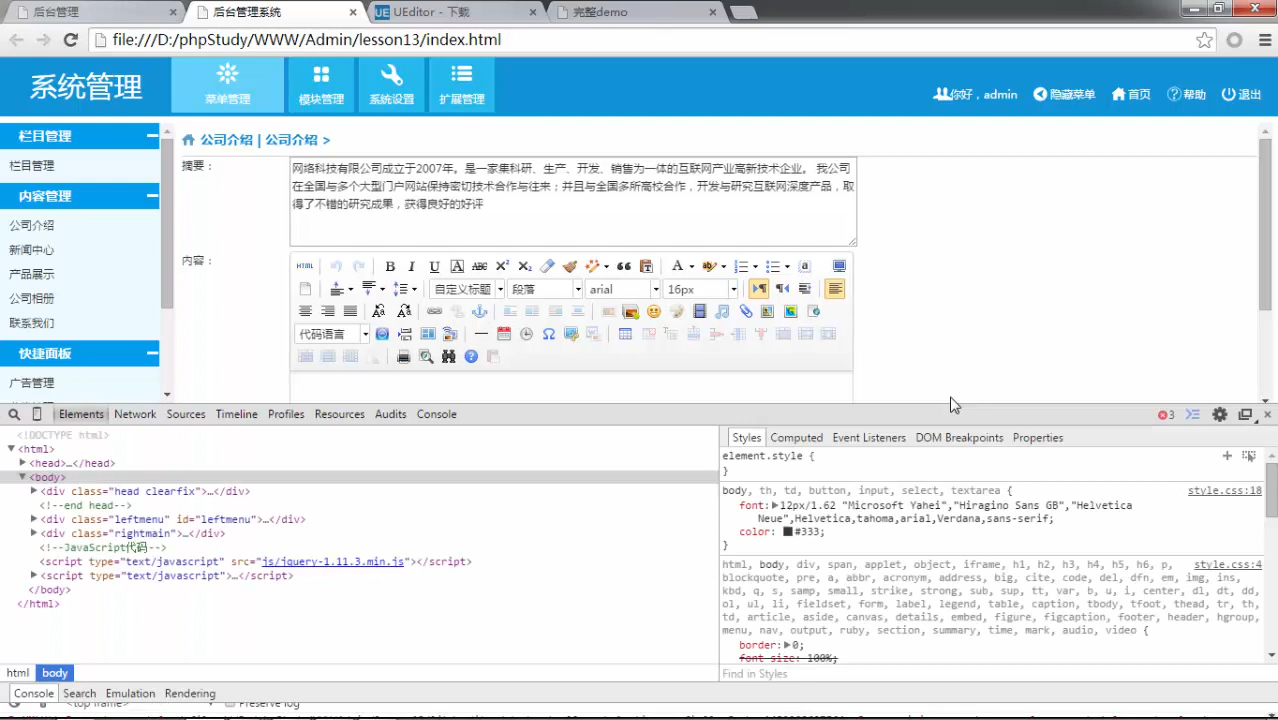 后台管理
后台管理系统
UEditor - 下载
完整demo
file:///D:/phpStudy/WWW/Admin/lesson13/index.html
系统管理
菜单管理
模块管理
系统设置
扩展管理
你好，admin
隐藏菜单
首页
帮助
退出
栏目管理
栏目管理
内容管理
公司介绍
新闻中心
产品展示
公司相册
联系我们
快捷面板
广告管理
公司介绍 | 公司介绍 >
摘要：
网络科技有限公司成立于2007年。是一家集科研、生产、开发、销售为一体的互联网产业高新技术企业。 我公司
在全国与多个大型门户网站保持密切技术合作与往来；并且与全国多所高校合作，开发与研究互联网深度产品，取
得了不错的研究成果，获得良好的好评
内容：
HTML
自定义标题
段落
arial
16px
代码语言
Elements Network Sources Timeline Profiles Resources Audits Console
3
<!DOCTYPE html>
<html>
<head>…</head>
<body>
<div class="head clearfix">…</div>
<!--end head-->
<div class="leftmenu" id="leftmenu">…</div>
<div class="rightmain">…</div>
<!--JavaScript代码-->
<script type="text/javascript" src="js/jquery-1.11.3.min.js"></script>
<script type="text/javascript">…</script>
</body>
</html>
html body
Console Search Emulation Rendering
<top frame>
Preserve log
Styles Computed Event Listeners DOM Breakpoints Properties
element.style {
}
body, th, td, button, input, select, textarea {
style.css:18
font:12px/1.62 "Microsoft Yahei","Hiragino Sans GB","Helvetica
Neue",Helvetica,tahoma,arial,Verdana,sans-serif;
color: #333;
}
html, body, div, span, applet, object, iframe, h1, h2, h3, h4, h5, h6, p,
style.css:4
blockquote, pre, a, abbr, acronym, address, big, cite, code, del, dfn, em, img, ins,
kbd, q, s, samp, small, strike, strong, sub, sup, tt, var, b, u, i, center, dl, dt, dd,
ol, ul, li, fieldset, form, label, legend, table, caption, tbody, tfoot, thead, tr, th,
td, article, aside, canvas, details, embed, figure, figcaption, footer, header, hgroup,
menu, nav, output, ruby, section, summary, time, mark, audio, video {
border:0;
font-size: 100%;
Find in Styles